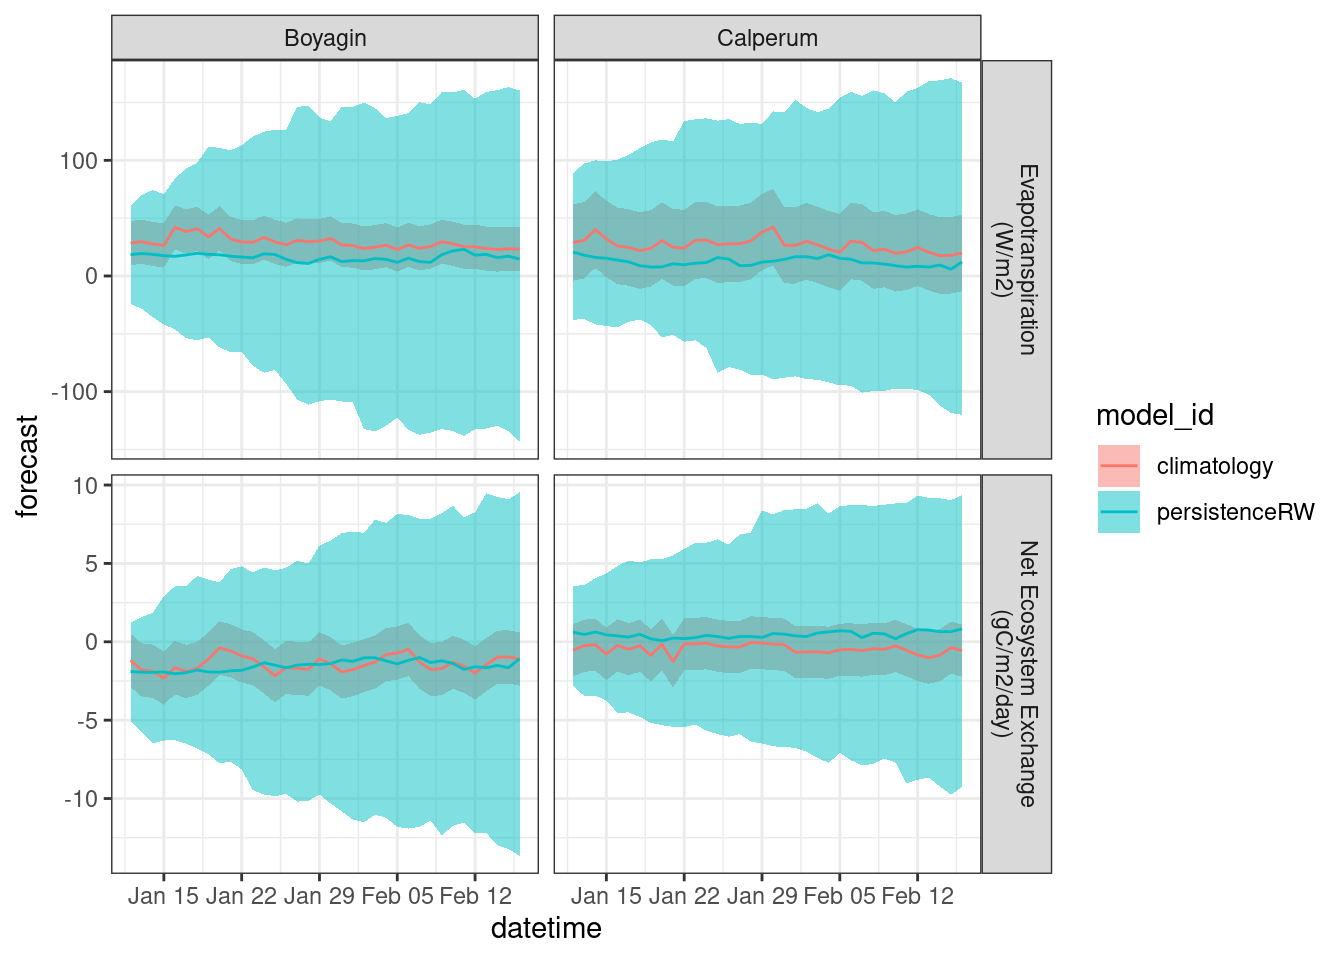 Boyagin
Calperum
100
0
-100
Evapotranspiration
(W/m2)
forecast
10
5
0
-5
-10
Net Ecosystem Exchange
(gC/m2/day)
Jan 15 Jan 22 Jan 29 Feb 05 Feb 12
Jan 15 Jan 22 Jan 29 Feb 05 Feb 12
datetime
model_id
climatology
persistenceRW